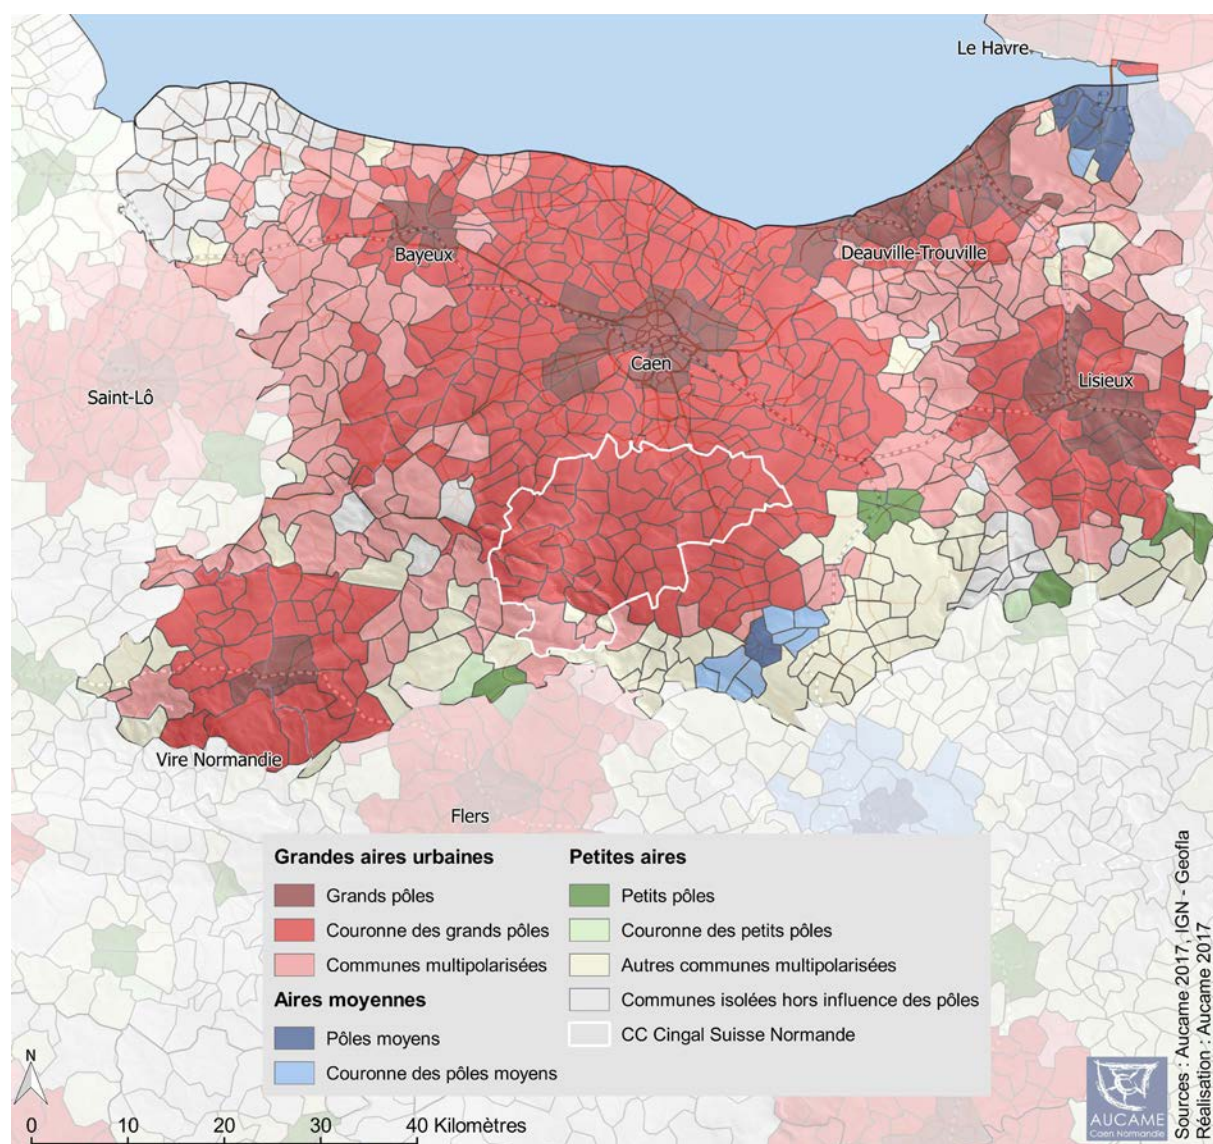 Le Havre
Bayeux
Deauville-Trouville
Caen
Saint-Lô
Lisieux
Vire Normandie
Flers
Grandes aires urbaines
Grands pôles
Couronne des grands pôles
Communes multipolarisées
Aires moyennes
Pôles moyens
Couronne des pôles moyens
Petites aires
Petits pôles
Couronne des petits pôles
Autres communes multipolarisées
Communes isolées hors influence des pôles
CC Cingal Suisse Normande
N
0 10 20 30 40 Kilomètres
Sources : Aucame 2017, IGN - Geofla
Réalisation : Aucame 2017
AUCAME
Caen Normandie